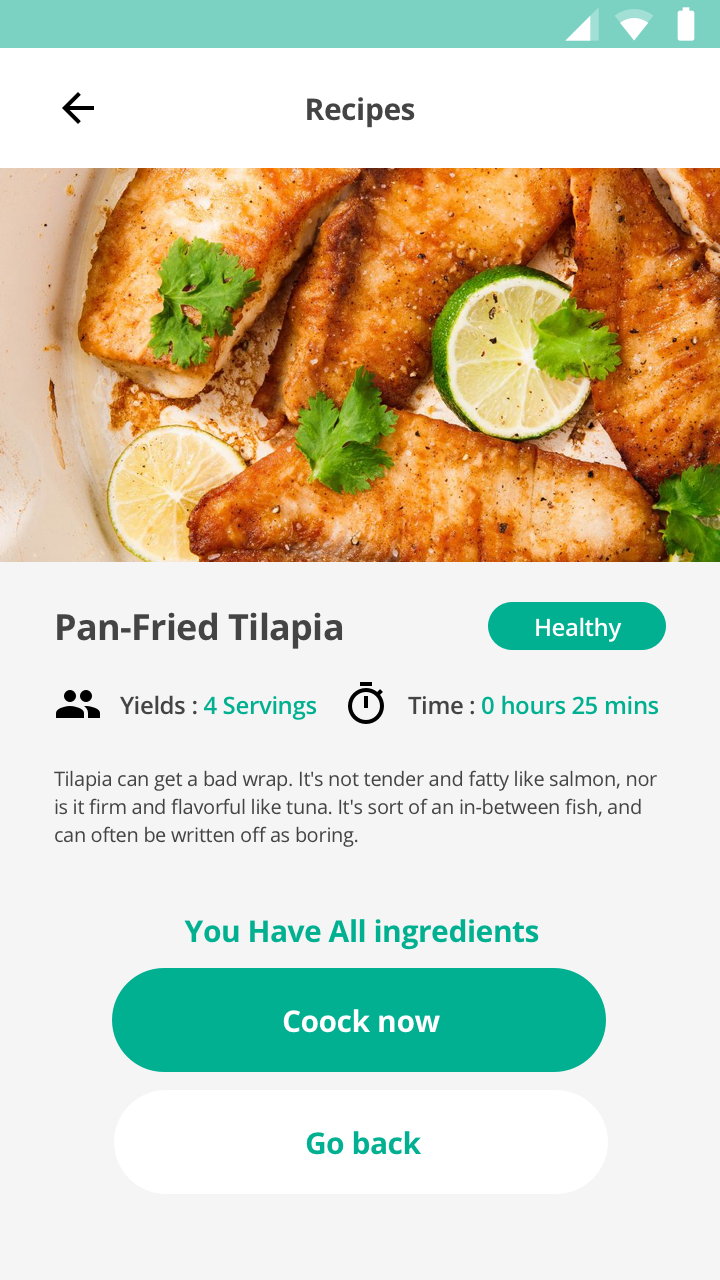 Recipes
Pan-Fried Tilapia
Healthy
Yields : 4 Servings
Time : 0 hours 25 mins
Tilapia can get a bad wrap. It's not tender and fatty like salmon, nor
is it firm and flavorful like tuna. It's sort of an in-between fish, and
can often be written off as boring.
You Have All ingredients
Coock now
Go back